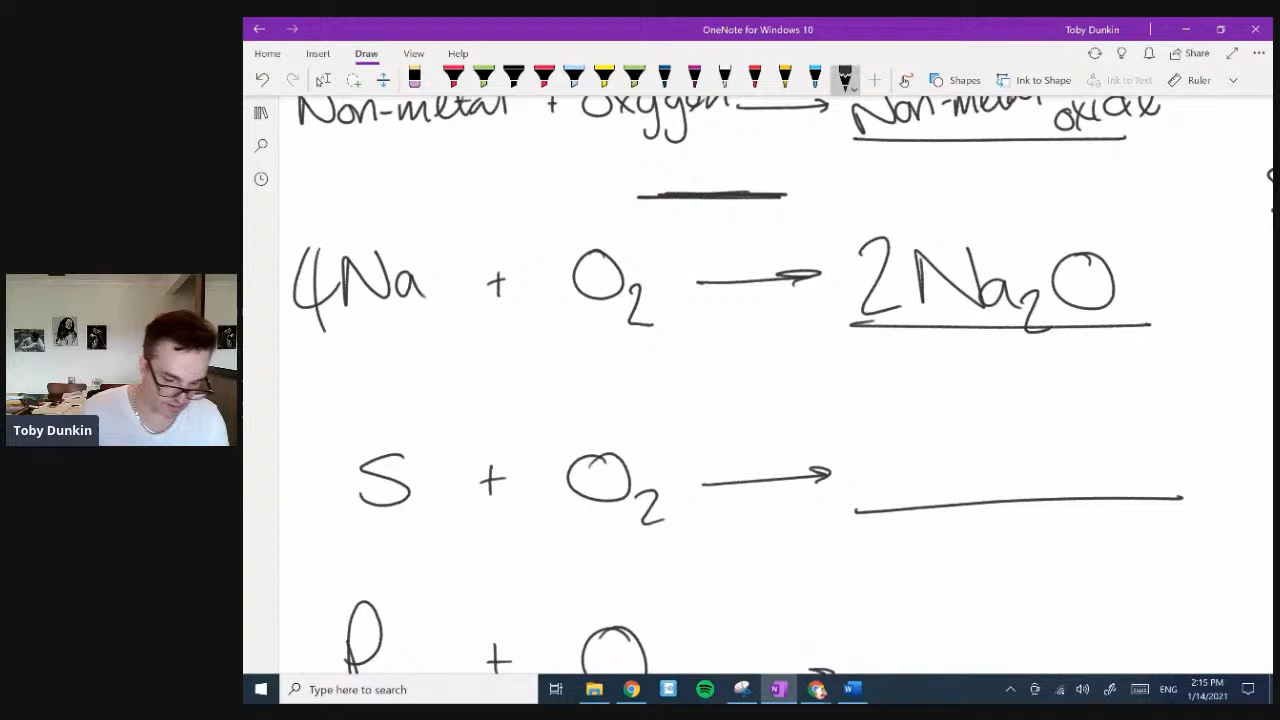 OneNote for Windows 10
Toby Dunkin
Home Insert Draw View Help
Share
Shapes Ink to Shape Ink to Text Ruler
Non-metal + Oxygen → Non-metal oxide
4Na + O2 → 2Na2O
Toby Dunkin
S + O2 →
P + O
Type here to search
ENG
2:15 PM
1/14/2021